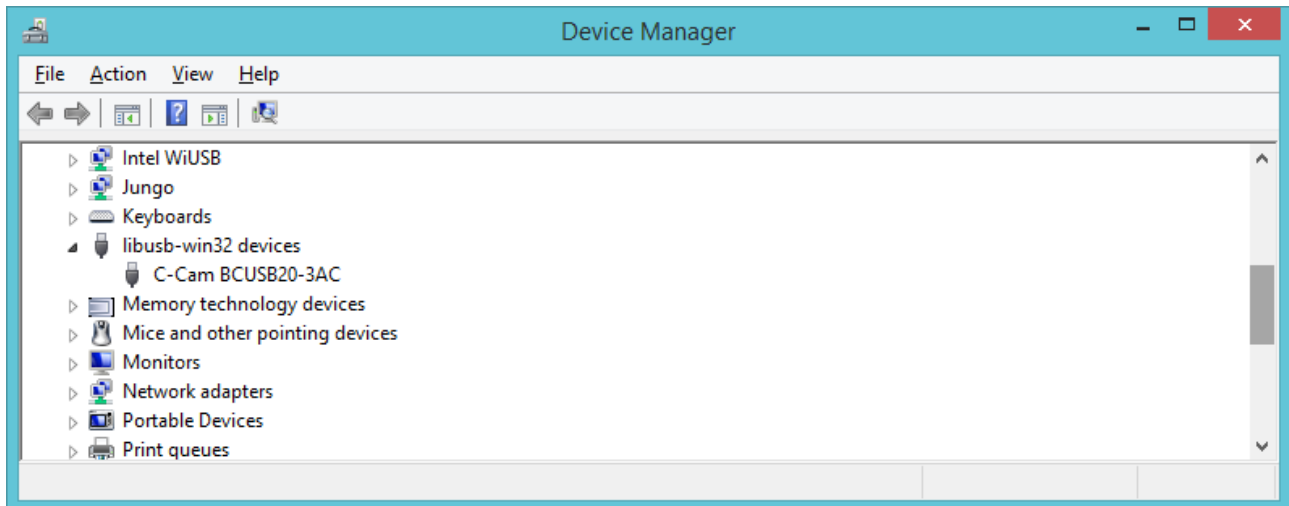 Device Manager
File Action View Help
Intel WiUSB
Jungo
Keyboards
libusb-win32 devices
C-Cam BCUSB20-3AC
Memory technology devices
Mice and other pointing devices
Monitors
Network adapters
Portable Devices
Print queues